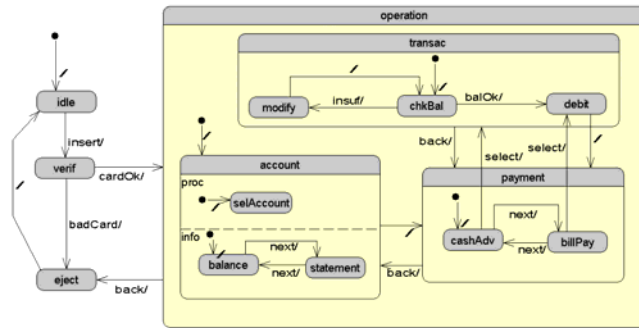 operation
transac
idle
modify
insuf/
chkBal
balOk/
debit
insert/
back/
select/
select/
verif
cardOk/
account
payment
proc
selAccount
badCard/
next/
info
cashAdv
next/
billPay
balance
next/
next/
statement
eject
back/
back/